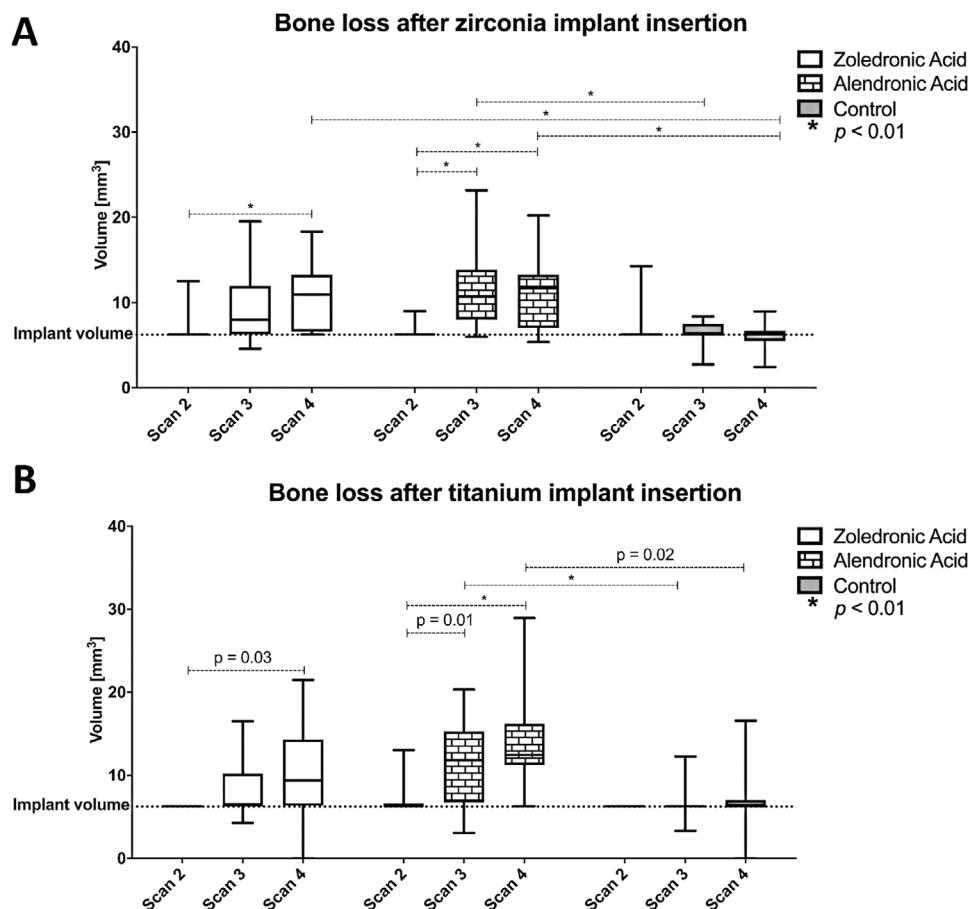 A
Bone loss after zirconia implant insertion
40
30
20
10
0
Volume [mm³]
Implant volume
Zoledronic Acid
Alendronic Acid
Control
* p < 0.01
*
*
*
*
*
*
Scan 2
Scan 3
Scan 4
Scan 2
Scan 3
Scan 4
Scan 2
Scan 3
Scan 4
B
Bone loss after titanium implant insertion
40
30
20
10
0
Volume [mm³]
Implant volume
Zoledronic Acid
Alendronic Acid
Control
* p < 0.01
p = 0.02
*
*
p = 0.01
p = 0.03
Scan 2
Scan 3
Scan 4
Scan 2
Scan 3
Scan 4
Scan 2
Scan 3
Scan 4